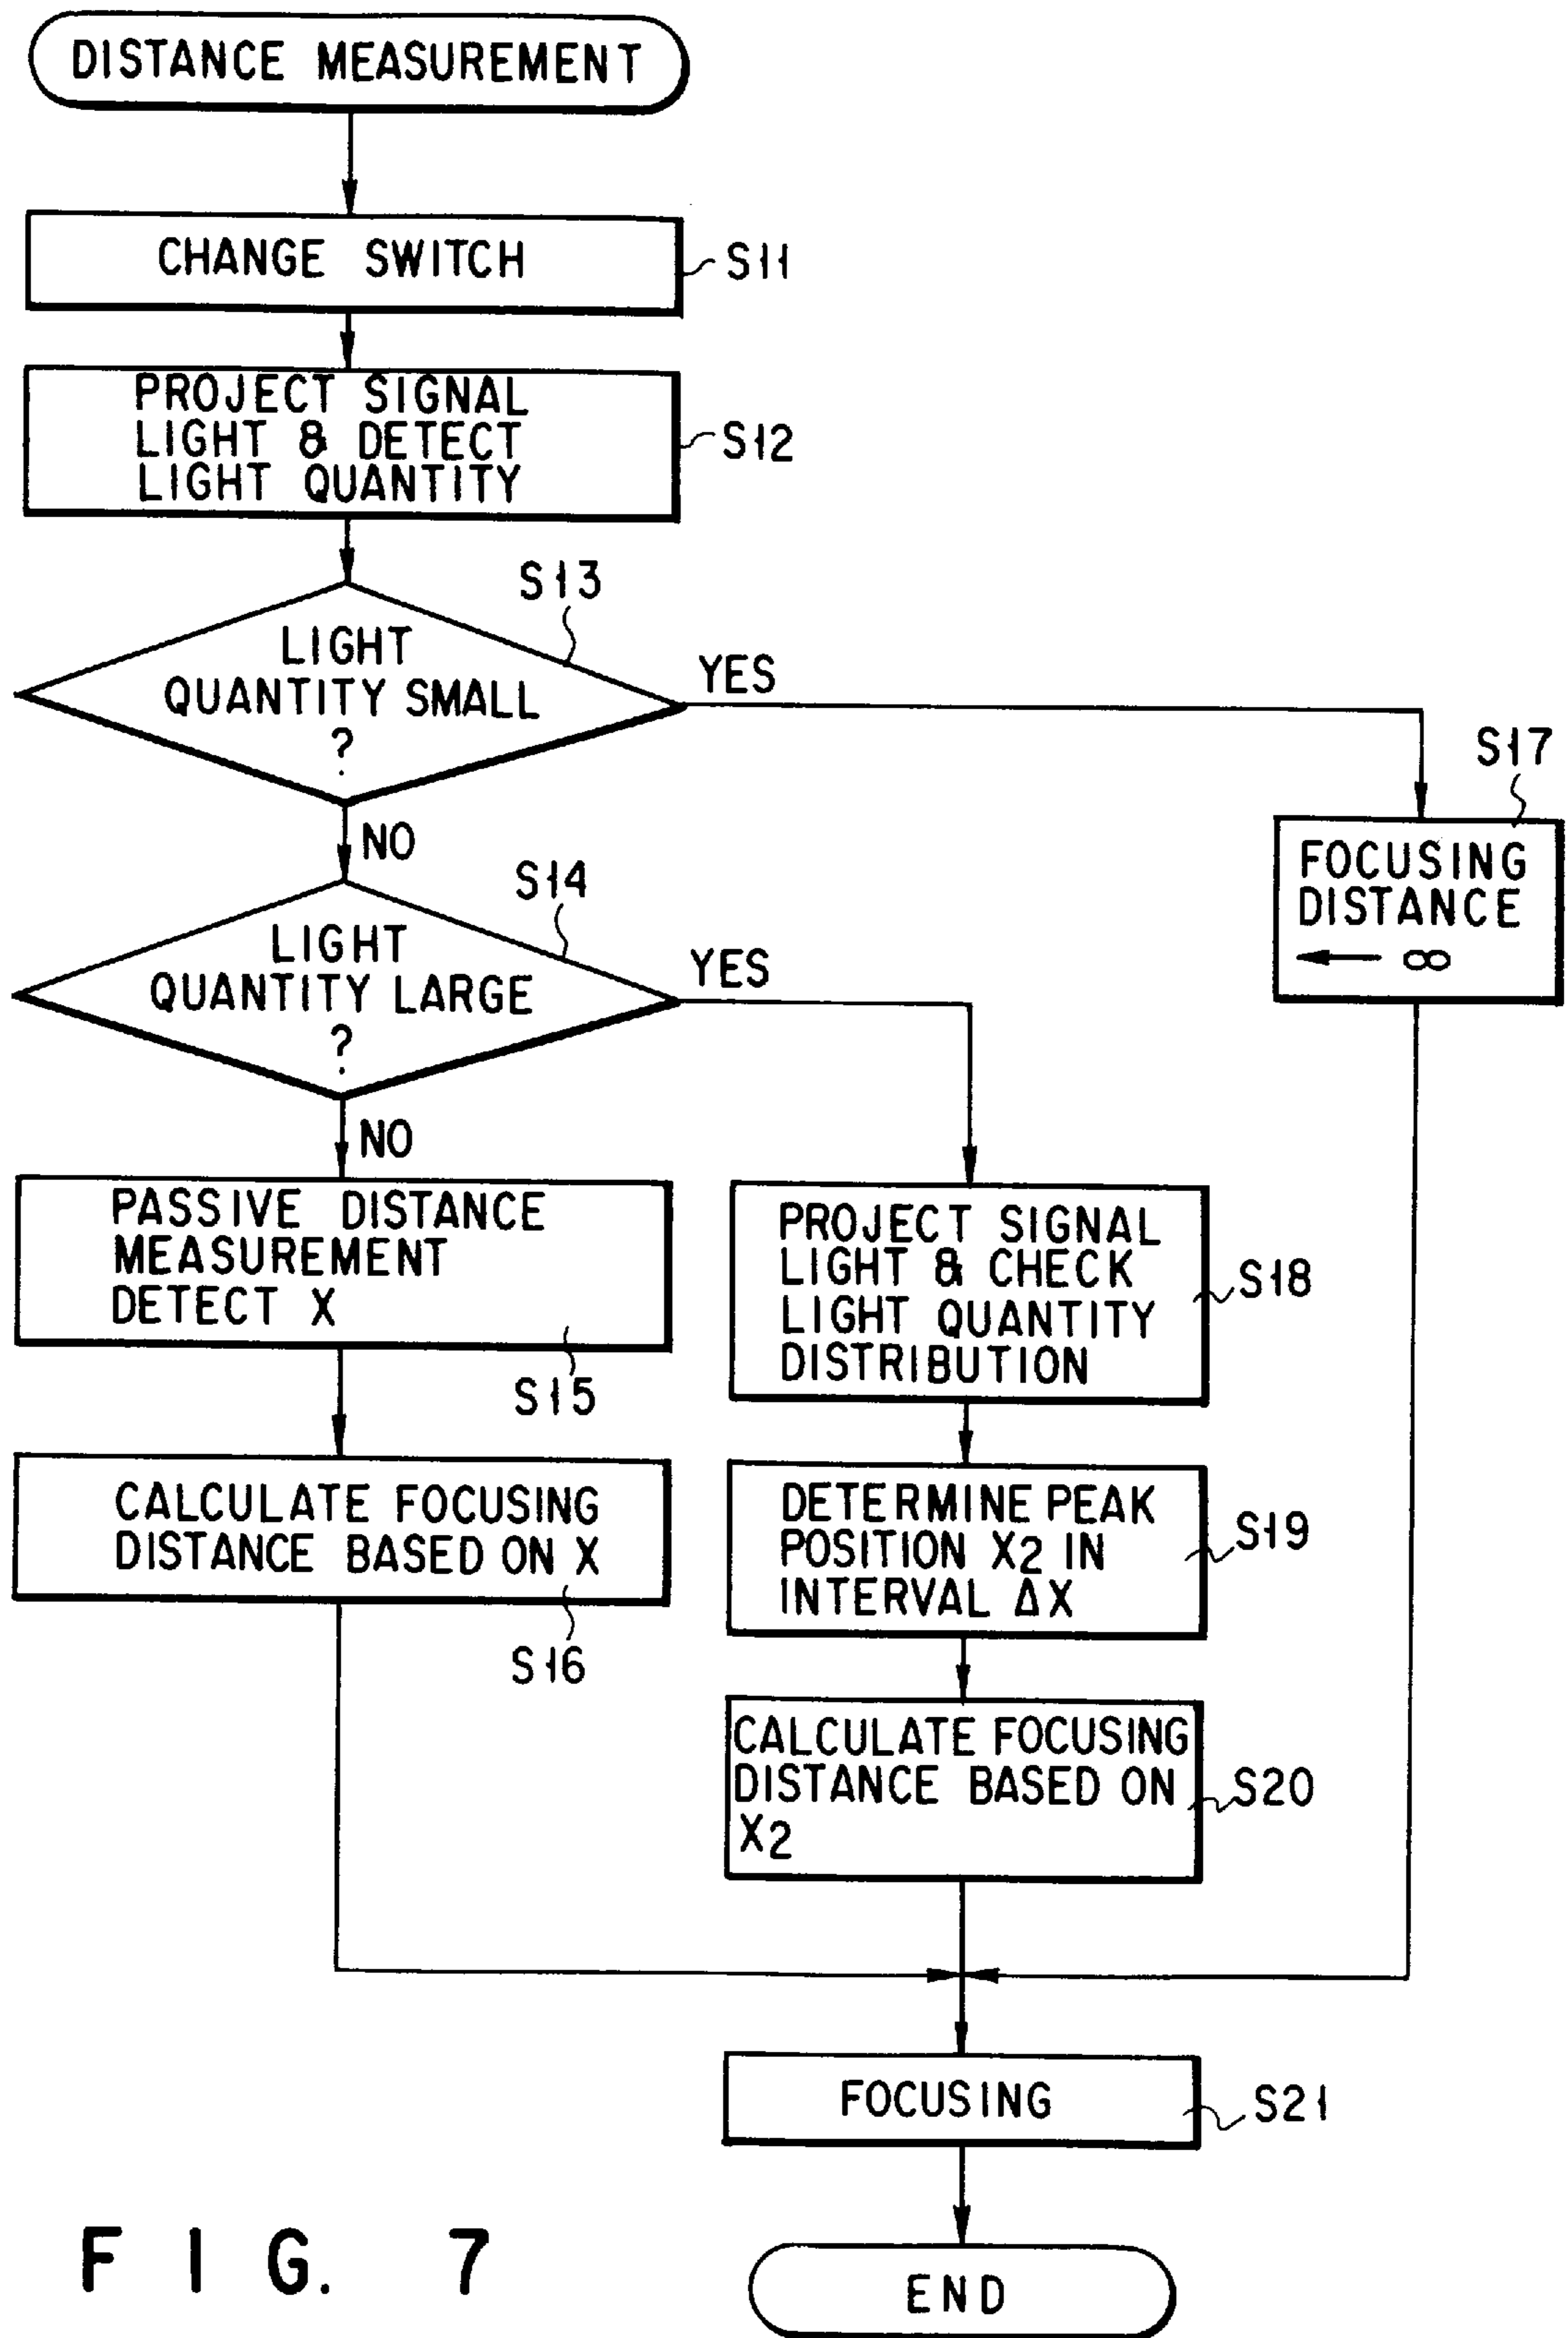 DISTANCE MEASUREMENT
CHANGE SWITCH
S11
PROJECT SIGNAL
LIGHT & DETECT
LIGHT QUANTITY
S12
S13
LIGHT
QUANTITY SMALL
?
YES
NO
S17
FOCUSING
DISTANCE
← ∞
S14
LIGHT
QUANTITY LARGE
?
YES
NO
PASSIVE DISTANCE
MEASUREMENT
DETECT X
S15
CALCULATE FOCUSING
DISTANCE BASED ON X
S16
PROJECT SIGNAL
LIGHT & CHECK
LIGHT QUANTITY
DISTRIBUTION
S18
DETERMINE PEAK
POSITION X2 IN
INTERVAL ΔX
S19
CALCULATE FOCUSING
DISTANCE BASED ON
X2
S20
FOCUSING
S21
END
FIG. 7